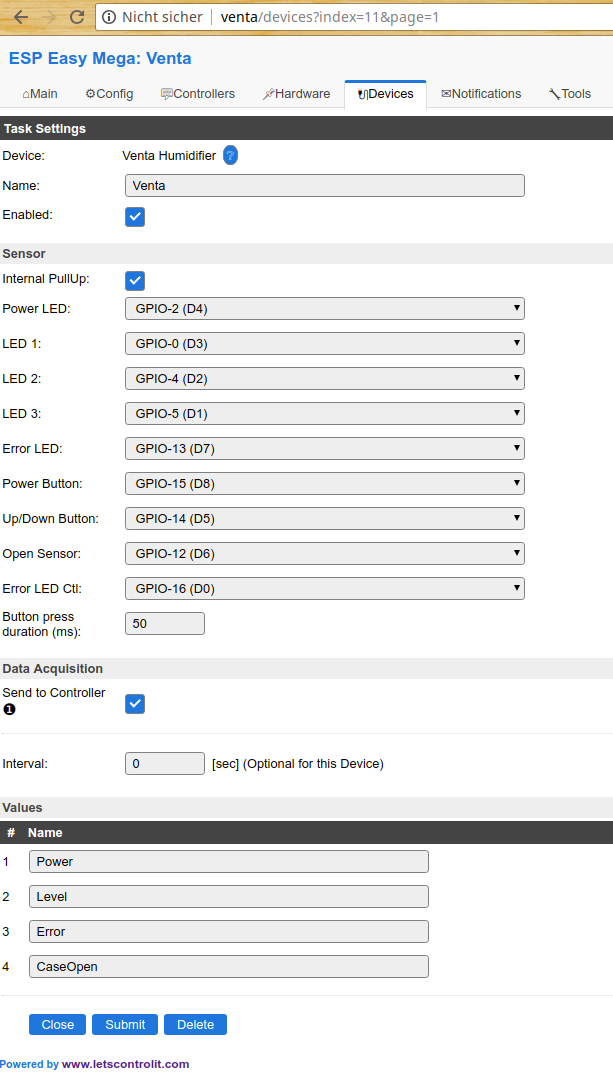 Nicht sicher venta/devices?index=11&page=1
ESP Easy Mega: Venta
⌂Main ⚙Config 💬Controllers 📌Hardware 🔌Devices ✉Notifications 🔧Tools
Task Settings
Device: Venta Humidifier ?
Name: Venta
Enabled:
Sensor
Internal PullUp:
Power LED: GPIO-2 (D4)
LED 1: GPIO-0 (D3)
LED 2: GPIO-4 (D2)
LED 3: GPIO-5 (D1)
Error LED: GPIO-13 (D7)
Power Button: GPIO-15 (D8)
Up/Down Button: GPIO-14 (D5)
Open Sensor: GPIO-12 (D6)
Error LED Ctl: GPIO-16 (D0)
Button press
duration (ms): 50
Data Acquisition
Send to Controller
❶
Interval: 0 [sec] (Optional for this Device)
Values
# Name
1 Power
2 Level
3 Error
4 CaseOpen
Close Submit Delete
Powered by www.letscontrolit.com